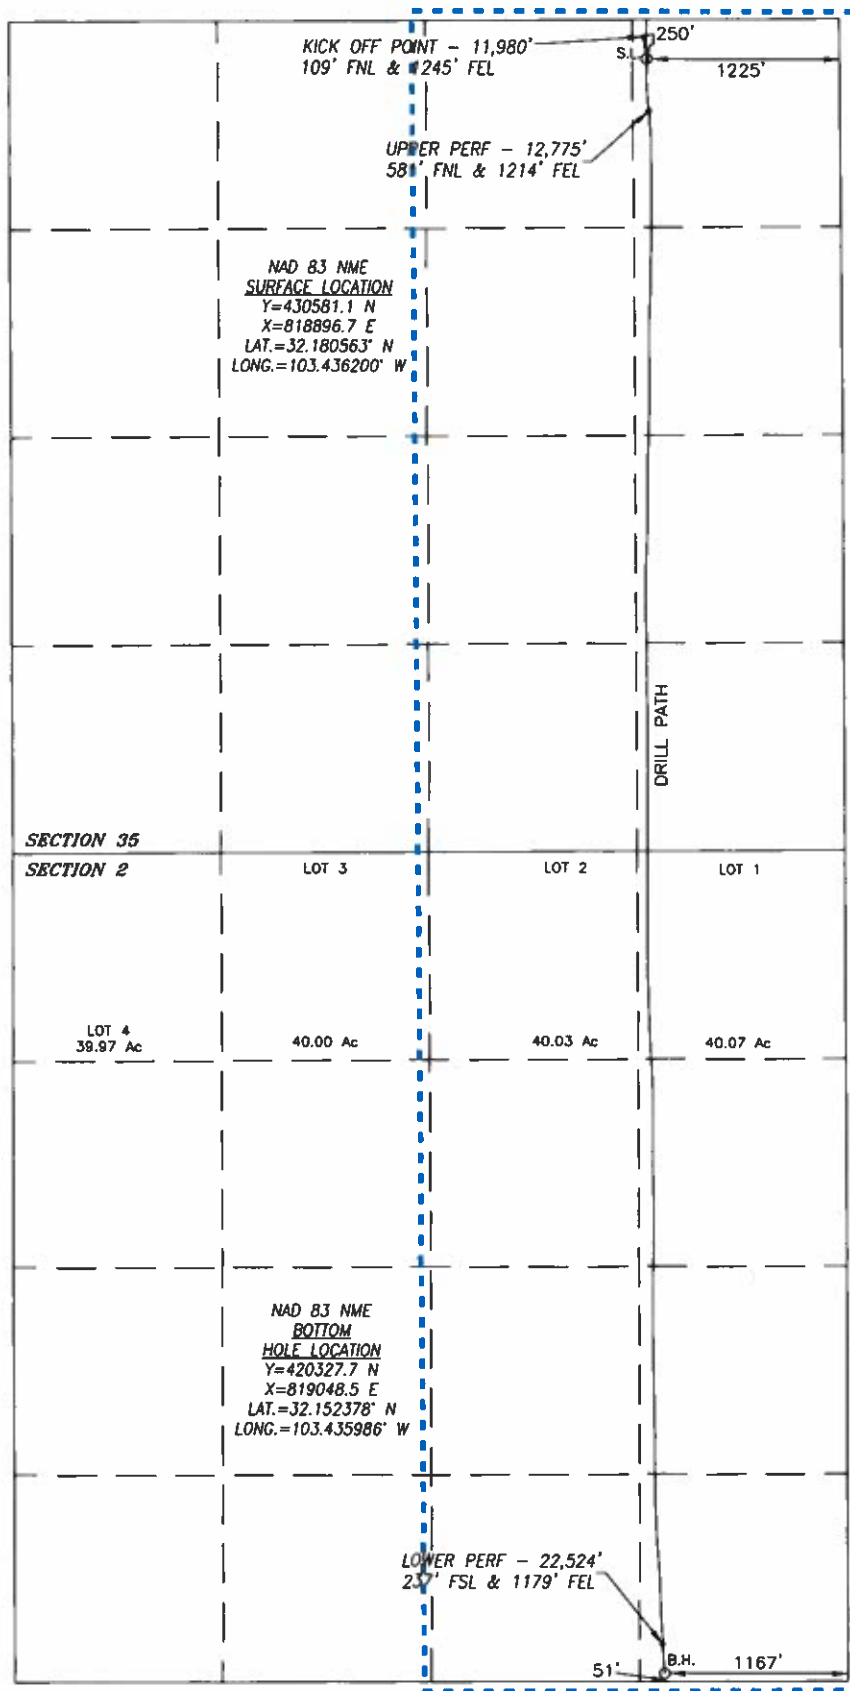 KICK OFF POINT - 11,980'
109' FNL & 1245' FEL
250'
S.L.
1225'
UPPER PERF - 12,775'
581' FNL & 1214' FEL
NAD 83 NME
SURFACE LOCATION
Y=430581.1 N
X=818896.7 E
LAT.=32.180563° N
LONG.=103.436200° W
DRILL PATH
SECTION 35
SECTION 2
LOT 3
LOT 2
LOT 1
LOT 4
39.97 Ac
40.00 Ac
40.03 Ac
40.07 Ac
NAD 83 NME
BOTTOM
HOLE LOCATION
Y=420327.7 N
X=819048.5 E
LAT.=32.152378° N
LONG.=103.435986° W
LOWER PERF - 22,524'
237' FSL & 1179' FEL
51'
B.H.
1167'